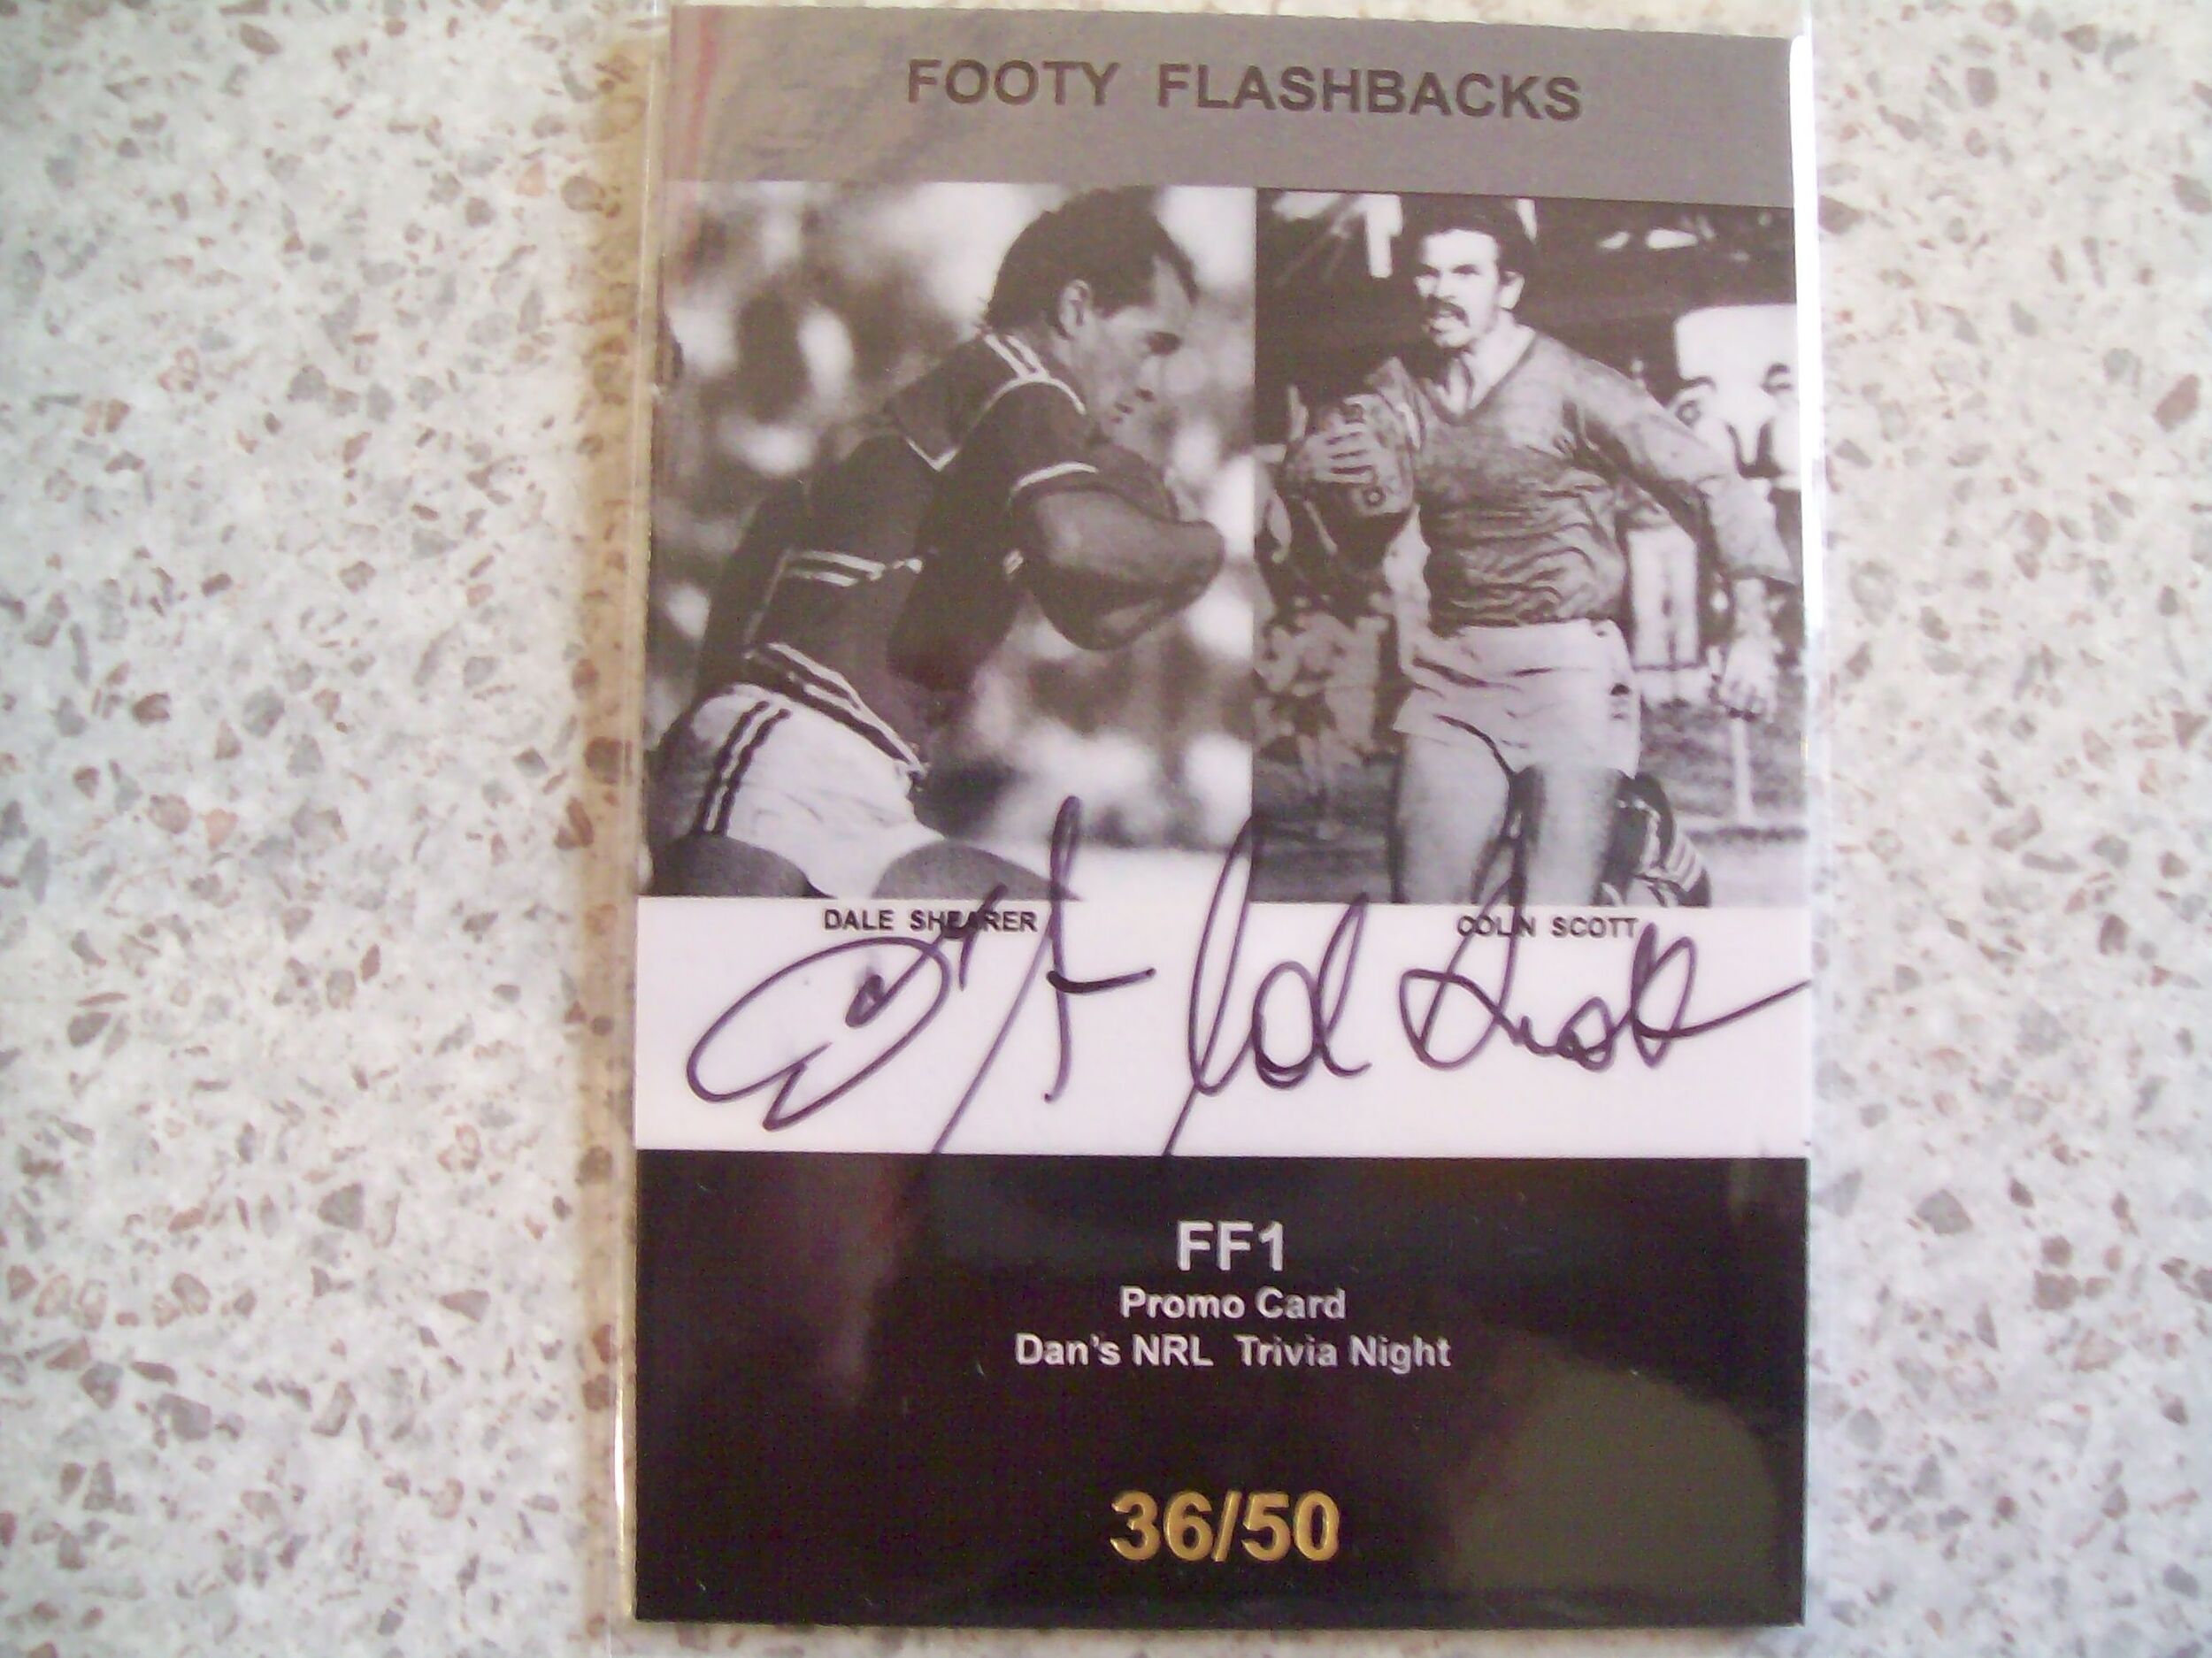 FOOTY FLASHBACKS
DALE SHEARER
COLIN SCOTT
FF1
Promo Card
Dan's NRL Trivia Night
36/50